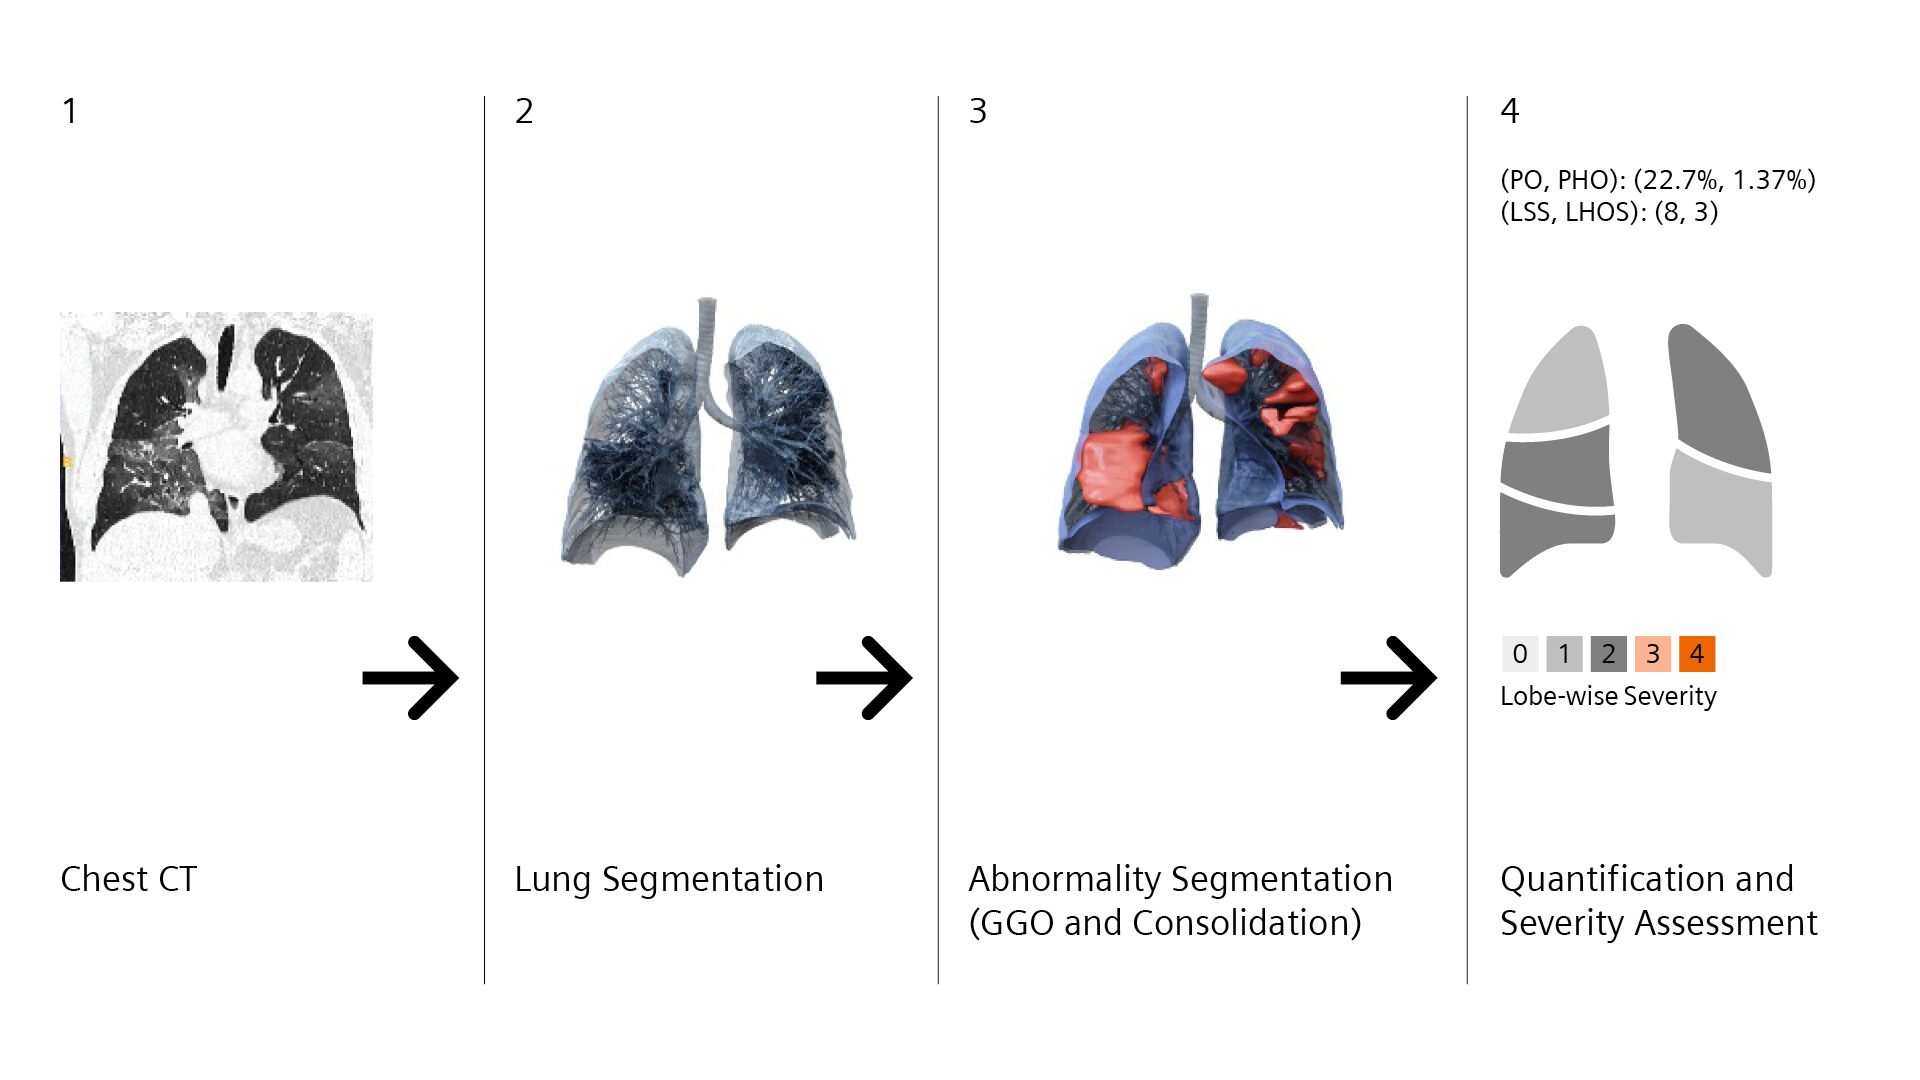 1
Chest CT
2
Lung Segmentation
3
Abnormality Segmentation
(GGO and Consolidation)
4
(PO, PHO): (22.7%, 1.37%)
(LSS, LHOS): (8, 3)
0 1 2 3 4
Lobe-wise Severity
Quantification and
Severity Assessment